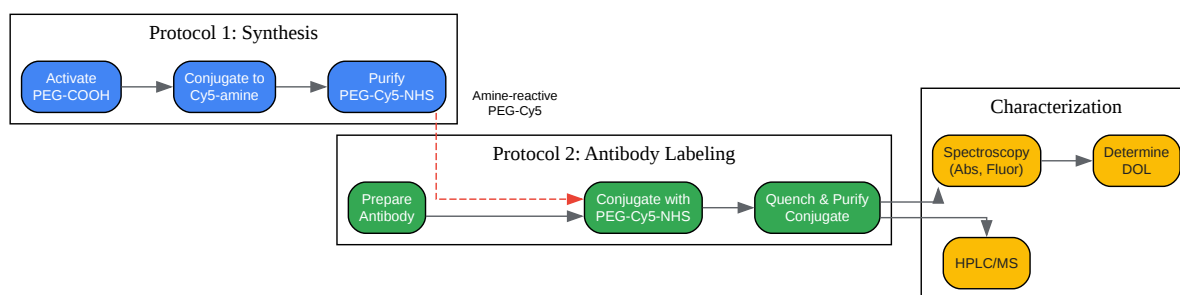 Protocol 1: Synthesis
Activate
PEG-COOH
Conjugate to
Cy5-amine
Purify
PEG-Cy5-NHS
Amine-reactive
PEG-Cy5
Protocol 2: Antibody Labeling
Prepare
Antibody
Conjugate with
PEG-Cy5-NHS
Quench & Purify
Conjugate
Characterization
Spectroscopy
(Abs, Fluor)
Determine
DOL
HPLC/MS